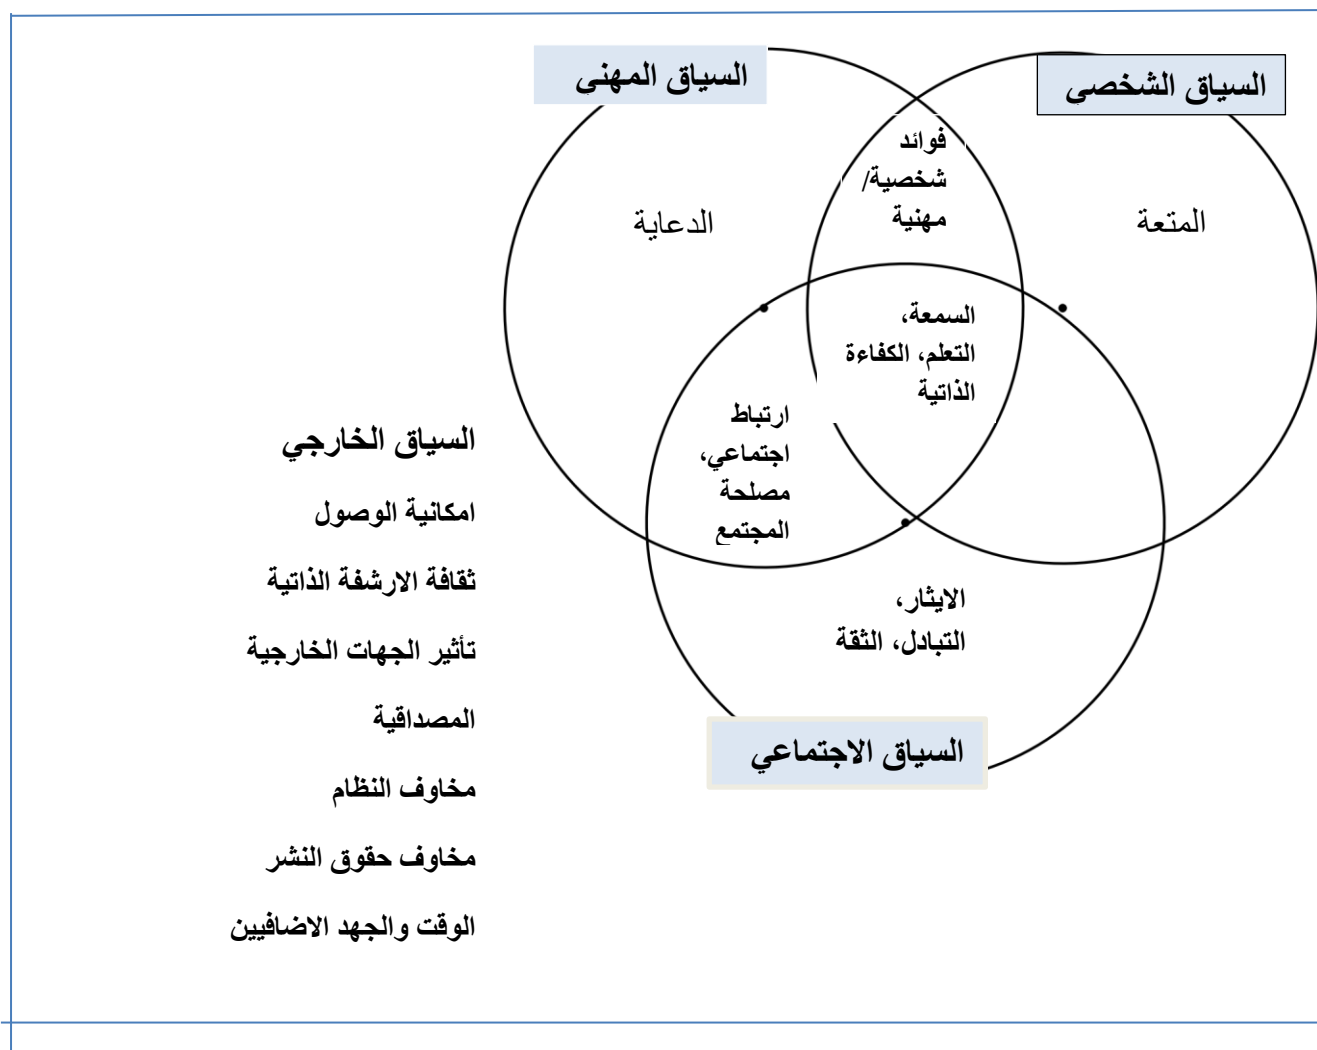 السياق الشخصي
السياق المهني
فوائد
شخصية/
مهنية
المتعة
الدعاية
السمعة،
التعلم، الكفاءة
الذاتية
ارتباط
اجتماعي،
مصلحة
المجتمع
الايثار،
التبادل، الثقة
السياق الاجتماعي
السياق الخارجي
امكانية الوصول
ثقافة الارشفة الذاتية
تأثير الجهات الخارجية
المصداقية
مخاوف النظام
مخاوف حقوق النشر
الوقت والجهد الاضافيين